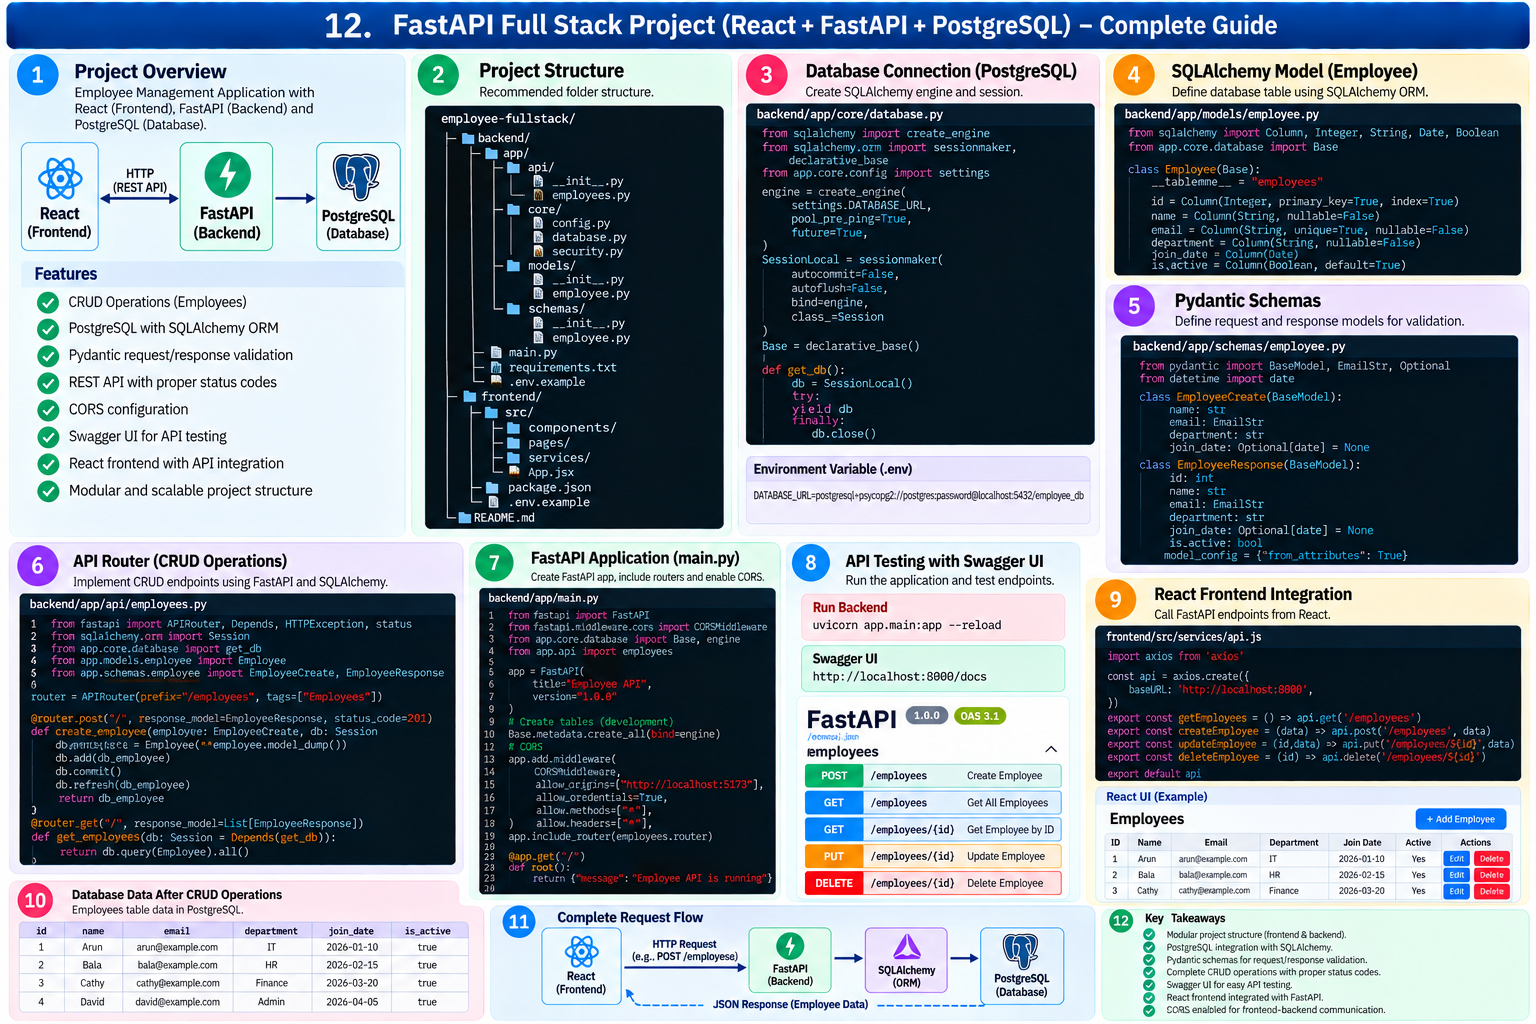 12. FastAPI Full Stack Project (React + FastAPI + PostgreSQL) – Complete Guide
1
Project Overview
Employee Management Application with
React (Frontend), FastAPI (Backend) and
PostgreSQL (Database).
React
(Frontend)
HTTP
(REST API)
FastAPI
(Backend)
PostgreSQL
(Database)
Features
CRUD Operations (Employees)
PostgreSQL with SQLAlchemy ORM
Pydantic request/response validation
REST API with proper status codes
CORS configuration
Swagger UI for API testing
React frontend with API integration
Modular and scalable project structure
2
Project Structure
Recommended folder structure.
employee-fullstack/
backend/
app/
api/
__init__.py
employees.py
core/
config.py
database.py
security.py
models/
__init__.py
employee.py
schemas/
__init__.py
employee.py
main.py
requirements.txt
.env.example
frontend/
src/
components/
pages/
services/
App.jsx
package.json
.env.example
README.md
3
Database Connection (PostgreSQL)
Create SQLAlchemy engine and session.
backend/app/core/database.py
from sqlalchemy import create_engine
from sqlalchemy.orm import sessionmaker,
declarative_base
from app.core.config import settings
engine = create_engine(
settings.DATABASE_URL,
pool_pre_ping=True,
future=True,
)
SessionLocal = sessionmaker(
autocommit=False,
autoflush=False,
bind=engine,
class_=Session
)
Base = declarative_base()
def get_db():
db = SessionLocal()
try:
yield db
finally:
db.close()
Environment Variable (.env)
DATABASE_URL=postgresql+psycopg2://postgres:password@localhost:5432/employee_db
4
SQLAlchemy Model (Employee)
Define database table using SQLAlchemy ORM.
backend/app/models/employee.py
from sqlalchemy import Column, Integer, String, Date, Boolean
from app.core.database import Base
class Employee(Base):
__tableme__ = "employees"
id = Column(Integer, primary_key=True, index=True)
name = Column(String, nullable=False)
email = Column(String, unique=True, nullable=False)
department = Column(String, nullable=False)
join_date = Column(Date)
is_active = Column(Boolean, default=True)
5
Pydantic Schemas
Define request and response models for validation.
backend/app/schemas/employee.py
from pydantic import BaseModel, EmailStr, Optional
from detetime import date
class EmployeeCreate(BaseModel):
name: str
email: EmailStr
department: str
join_date: Optional[date] = None
class EmployeeResponse(BaseModel):
id: int
name: str
email: EmailStr
department: str
join_date: Optional[date] = None
is_active: bool
model_config = {"from_attributes": True}
6
API Router (CRUD Operations)
Implement CRUD endpoints using FastAPI and SQLAlchemy.
backend/app/api/employees.py
1 from fastapi import APIRouter, Depends, HTTPException, status
2 from sqlalchemy.orm import Session
3 from app.core.database import get_db
4 from app.models.employee import Employee
5 from app.schemas.employee import EmployeeCreate, EmployeeResponse
6
router = APIRouter(prefix="/employees", tags=["Employees"])
@router.post("/", response_model=EmployeeResponse, status_code=201)
def create_employee(employee: EmployeeCreate, db: Session
= Employee(**employee.model_dump())
db.add(db_employee)
db.commit()
db.refresh(db_employee)
return db_employee
}
@router_get("/", response_model=List[EmployeeResponse])
def get_employees(db: Session = Depends(get_db)):
return db.query(Employee).all()
7
FastAPI Application (main.py)
Create FastAPI app, include routers and enable CORS.
backend/app/main.py
1 from fastapi import FastAPI
2 from fastapi.middleware.cors import CORSMiddleware
3 from app.core.database import Base, engine
4 from app.api import employees
5
5 app = FastAPI(
6 title="Employee API",
7 version="1.0.0"
8 )
9 # Create tables (development)
10 Base.metadata.create_all(bind=engine)
11 # CORS
13 app.add.middleware(
14 CORSMiddleware,
15 allow_origins=["http://localhost:5173"],
16 allow_credentials=True,
17 allow.methods=["*"],
18 ) allow.headers=["*"],
19 app.include_router(employees.router)
20
@app.get("/")
def root():
23 return {"message": "Employee API is running"}
8
API Testing with Swagger UI
Run the application and test endpoints.
Run Backend
uvicorn app.main:app --reload
Swagger UI
http://localhost:8000/docs
FastAPI 1.0.0 OAS 3.1
employees
POST /employees Create Employee
GET /employees Get All Employees
GET /employees/{id} Get Employee by ID
PUT /employees/{id} Update Employee
DELETE /employees/{id} Delete Employee
9
React Frontend Integration
Call FastAPI endpoints from React.
frontend/src/services/api.js
import axios from 'axios'
const api = axios.create({
baseURL: 'http://localhost:8000',
})
export const getEmployees = () => api.get('/employees')
export const createEmployee = (data) => api.post('/employees', data)
export const updateEmployee = (id,data) => api.put('/employees/${id}',data)
export const deleteEmployee = (id) => api.delete('/employees/${id}')
export default api
React UI (Example)
Employees
+ Add Employee
ID Name Email Department Join Date Active Actions
1 Arun arun@example.com IT 2026-01-10 Yes Edit Delete
2 Bala bala@example.com HR 2026-02-15 Yes Edit Delete
3 Cathy cathy@example.com Finance 2026-03-20 Yes Edit Delete
10
Database Data After CRUD Operations
Employees table data in PostgreSQL.
id name email department join_date is_active
1 Arun arun@example.com IT 2026-01-10 true
2 Bala bala@example.com HR 2026-02-15 true
3 Cathy cathy@example.com Finance 2026-03-20 true
4 David david@example.com Admin 2026-04-05 true
11
Complete Request Flow
React
(Frontend)
HTTP Request
(e.g., POST /employese)
FastAPI
(Backend)
SQLAlchemy
(ORM)
PostgreSQL
(Database)
JSON Response (Employee Data)
12
Key Takeaways
Modular project structure (frontend & backend).
PostgreSQL integration with SQLAlchemy.
Pydantic schemas for request/response validation.
Complete CRUD operations with proper status codes.
Swagger UI for easy API testing.
React frontend integrated with FastAPI.
CORS enabled for frontend-backend communication.